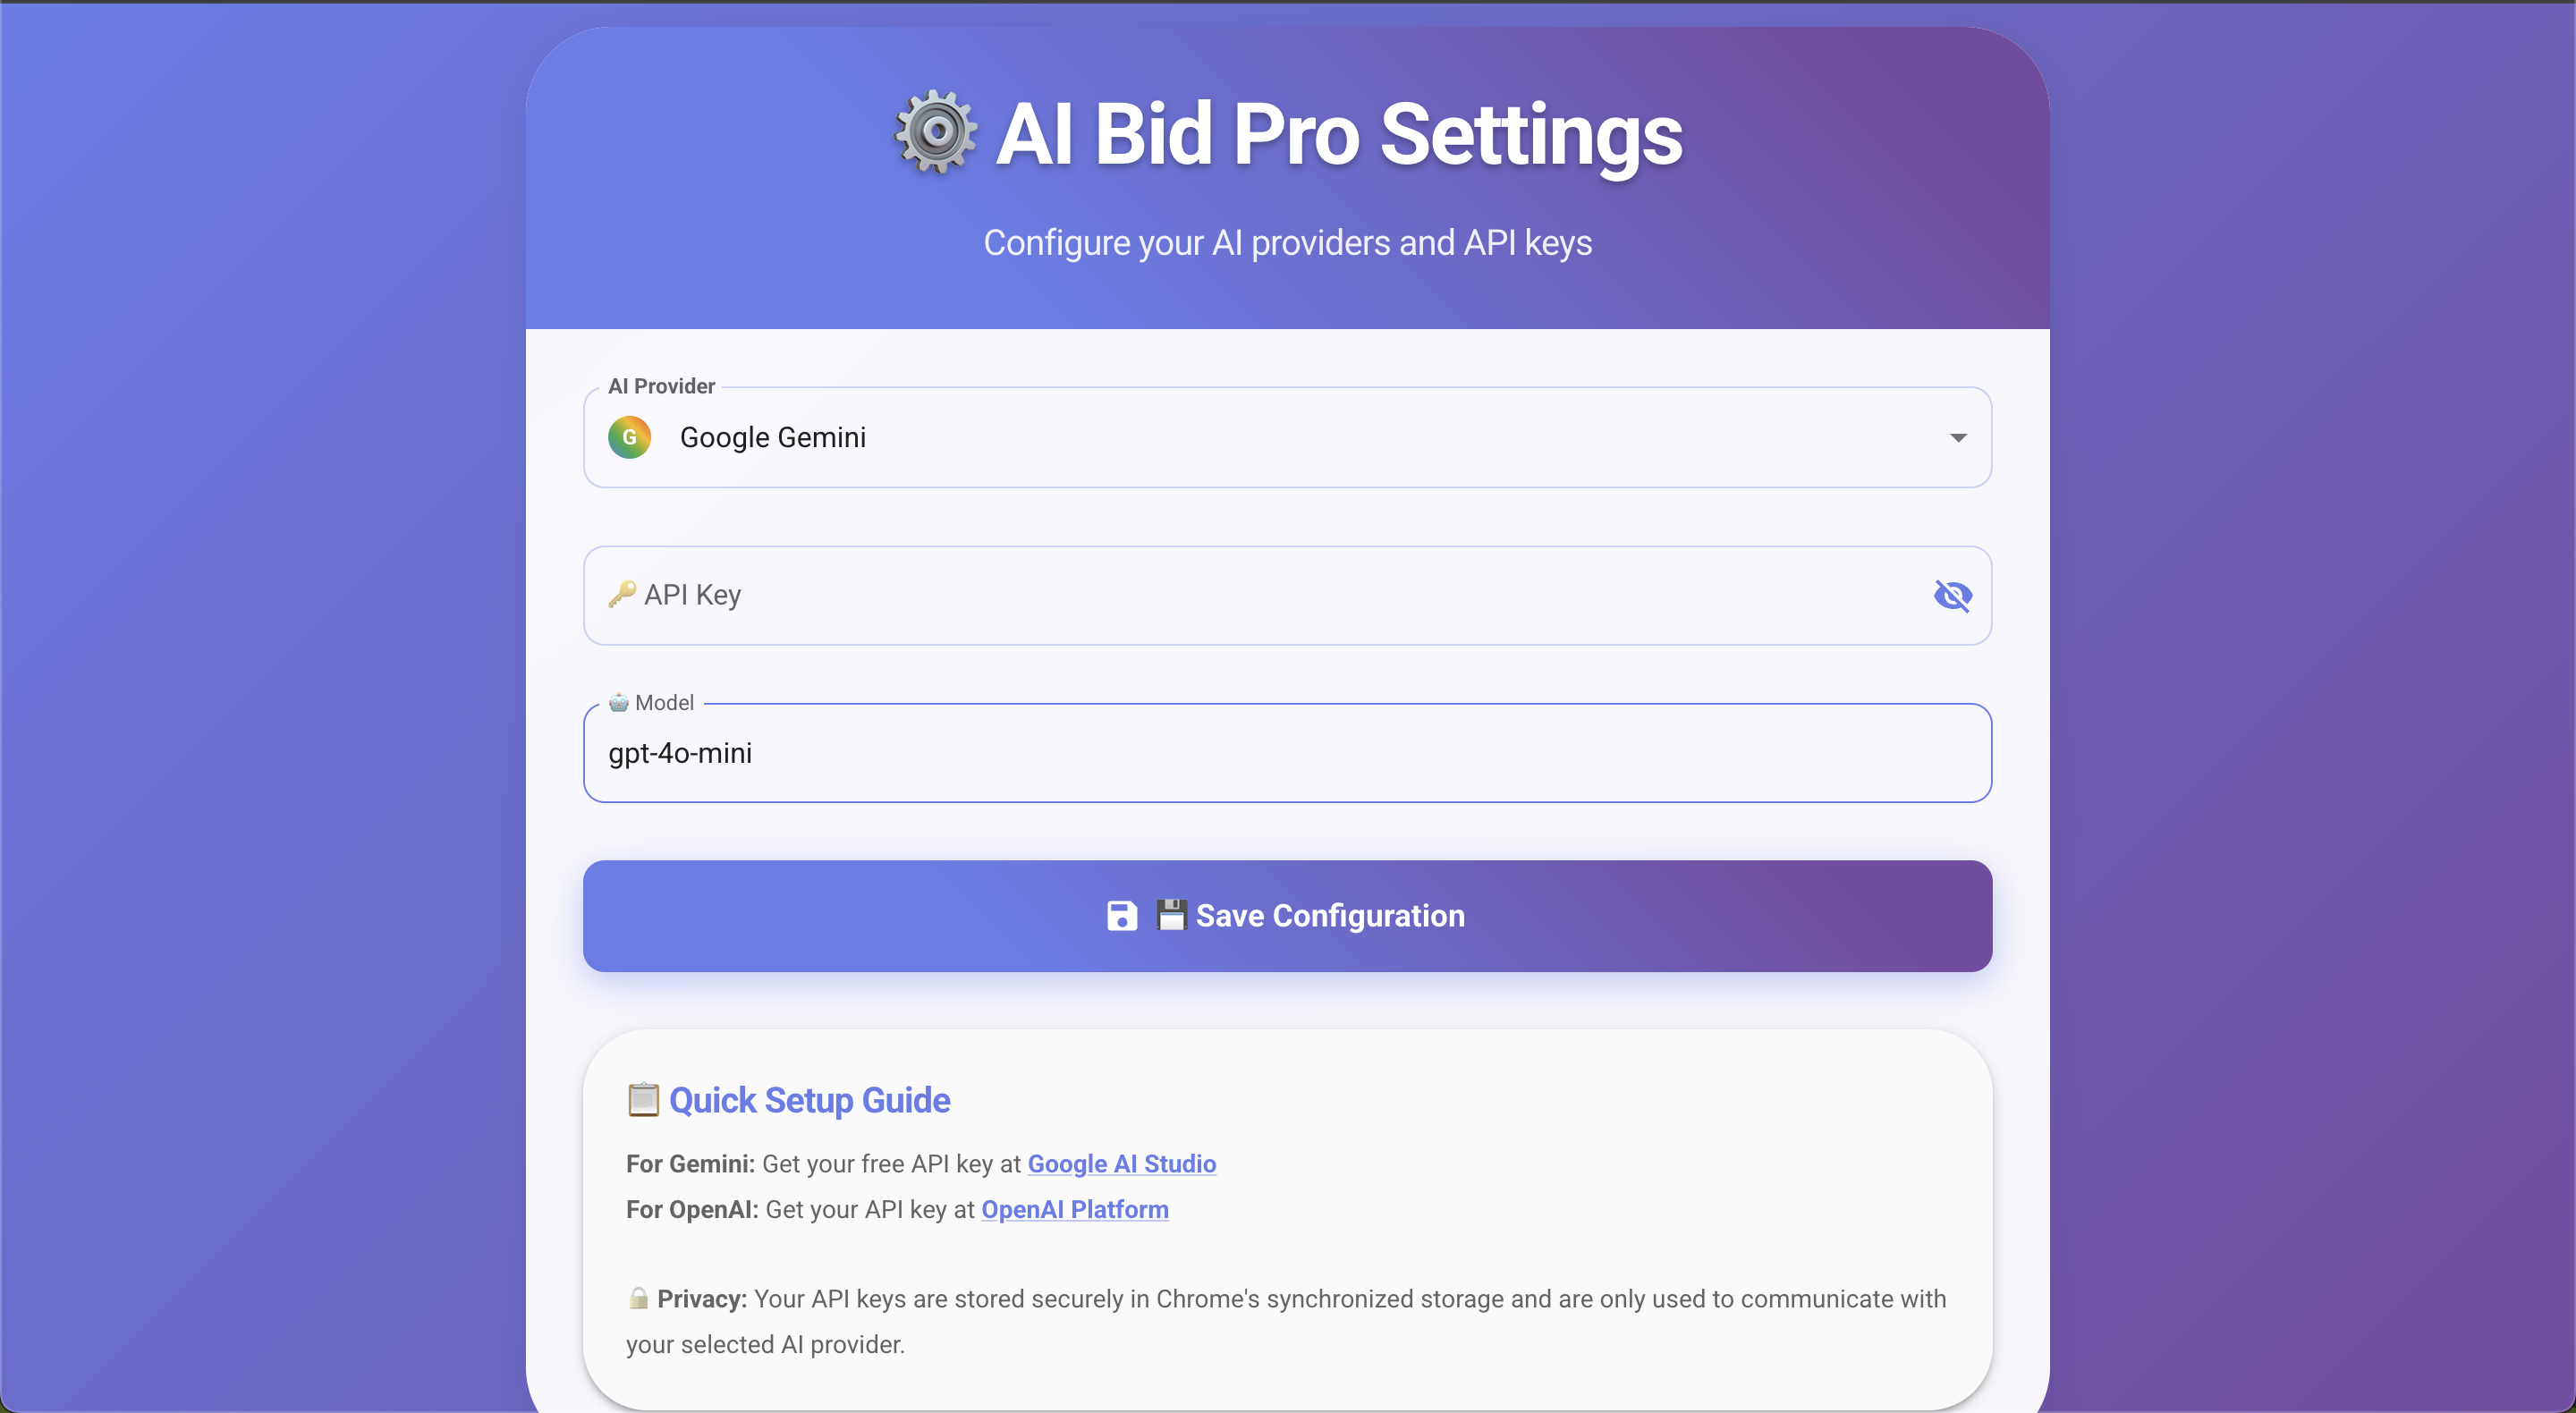 ⚙️ AI Bid Pro Settings
Configure your AI providers and API keys
AI Provider
G Google Gemini
🔑 API Key
🤖 Model
gpt-4o-mini
💾 Save Configuration
📋 Quick Setup Guide
For Gemini: Get your free API key at Google AI Studio
For OpenAI: Get your API key at OpenAI Platform
🔒 Privacy: Your API keys are stored securely in Chrome's synchronized storage and are only used to communicate with
your selected AI provider.